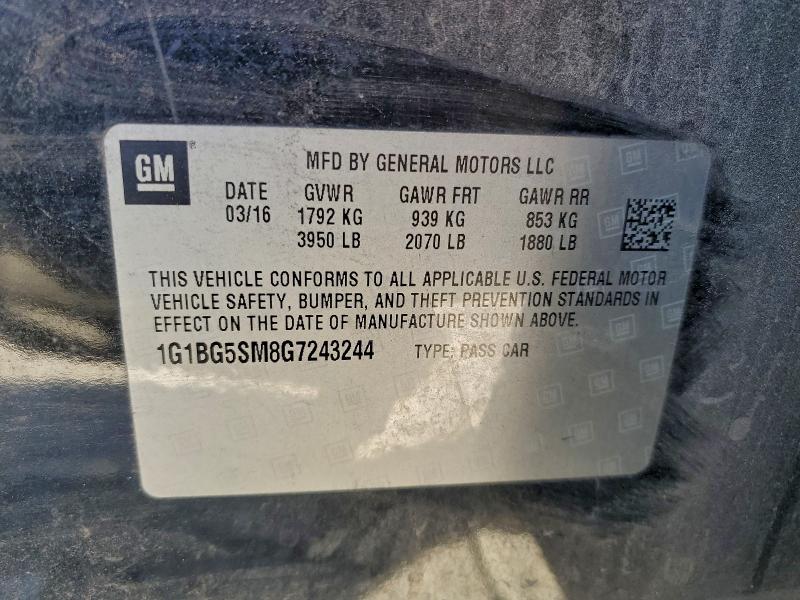 GM
MFD BY GENERAL MOTORS LLC
DATE GVWR GAWR FRT GAWR RR
03/16 1792 KG 939 KG 853 KG
3950 LB 2070 LB 1880 LB
THIS VEHICLE CONFORMS TO ALL APPLICABLE U.S. FEDERAL MOTOR
VEHICLE SAFETY, BUMPER, AND THEFT PREVENTION STANDARDS IN
EFFECT ON THE DATE OF MANUFACTURE SHOWN ABOVE.
1G1BG5SM8G7243244 TYPE: PASS CAR